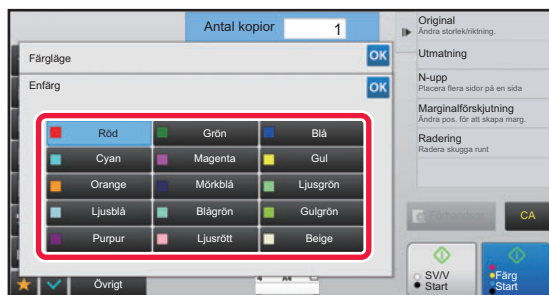 Antal kopior 1
Färgläge OK
Enfärg OK
Röd Grön Blå
Cyan Magenta Gul
Orange Mörkblå Ljusgrön
Ljusblå Blågrön Gulgrön
Purpur Ljusrött Beige
Övrigt
A4
Original
Ändra storlek/riktning.
Utmatning
N-upp
Placera flera sidor på en sida
Marginalförskjutning
Ändra pos. för att skapa marg.
Radering
Radera skugga runt
CA
SV/V
Start
Färg
Start